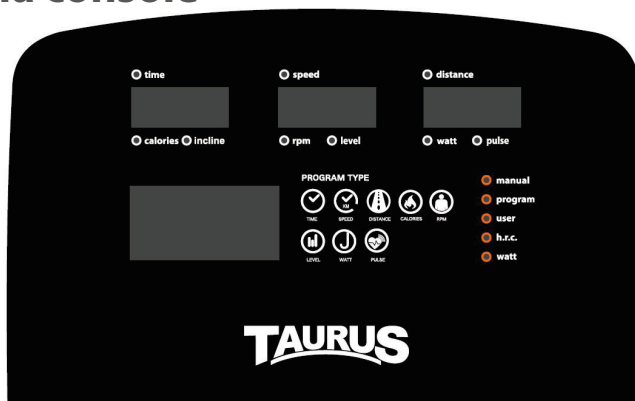 console
time speed distance
calories incline rpm level watt pulse
PROGRAM TYPE
manual
KM
program
TIME SPEED DISTANCE CALORIES RPM
user
h.r.c.
LEVEL WATT PULSE
watt
TAURUS